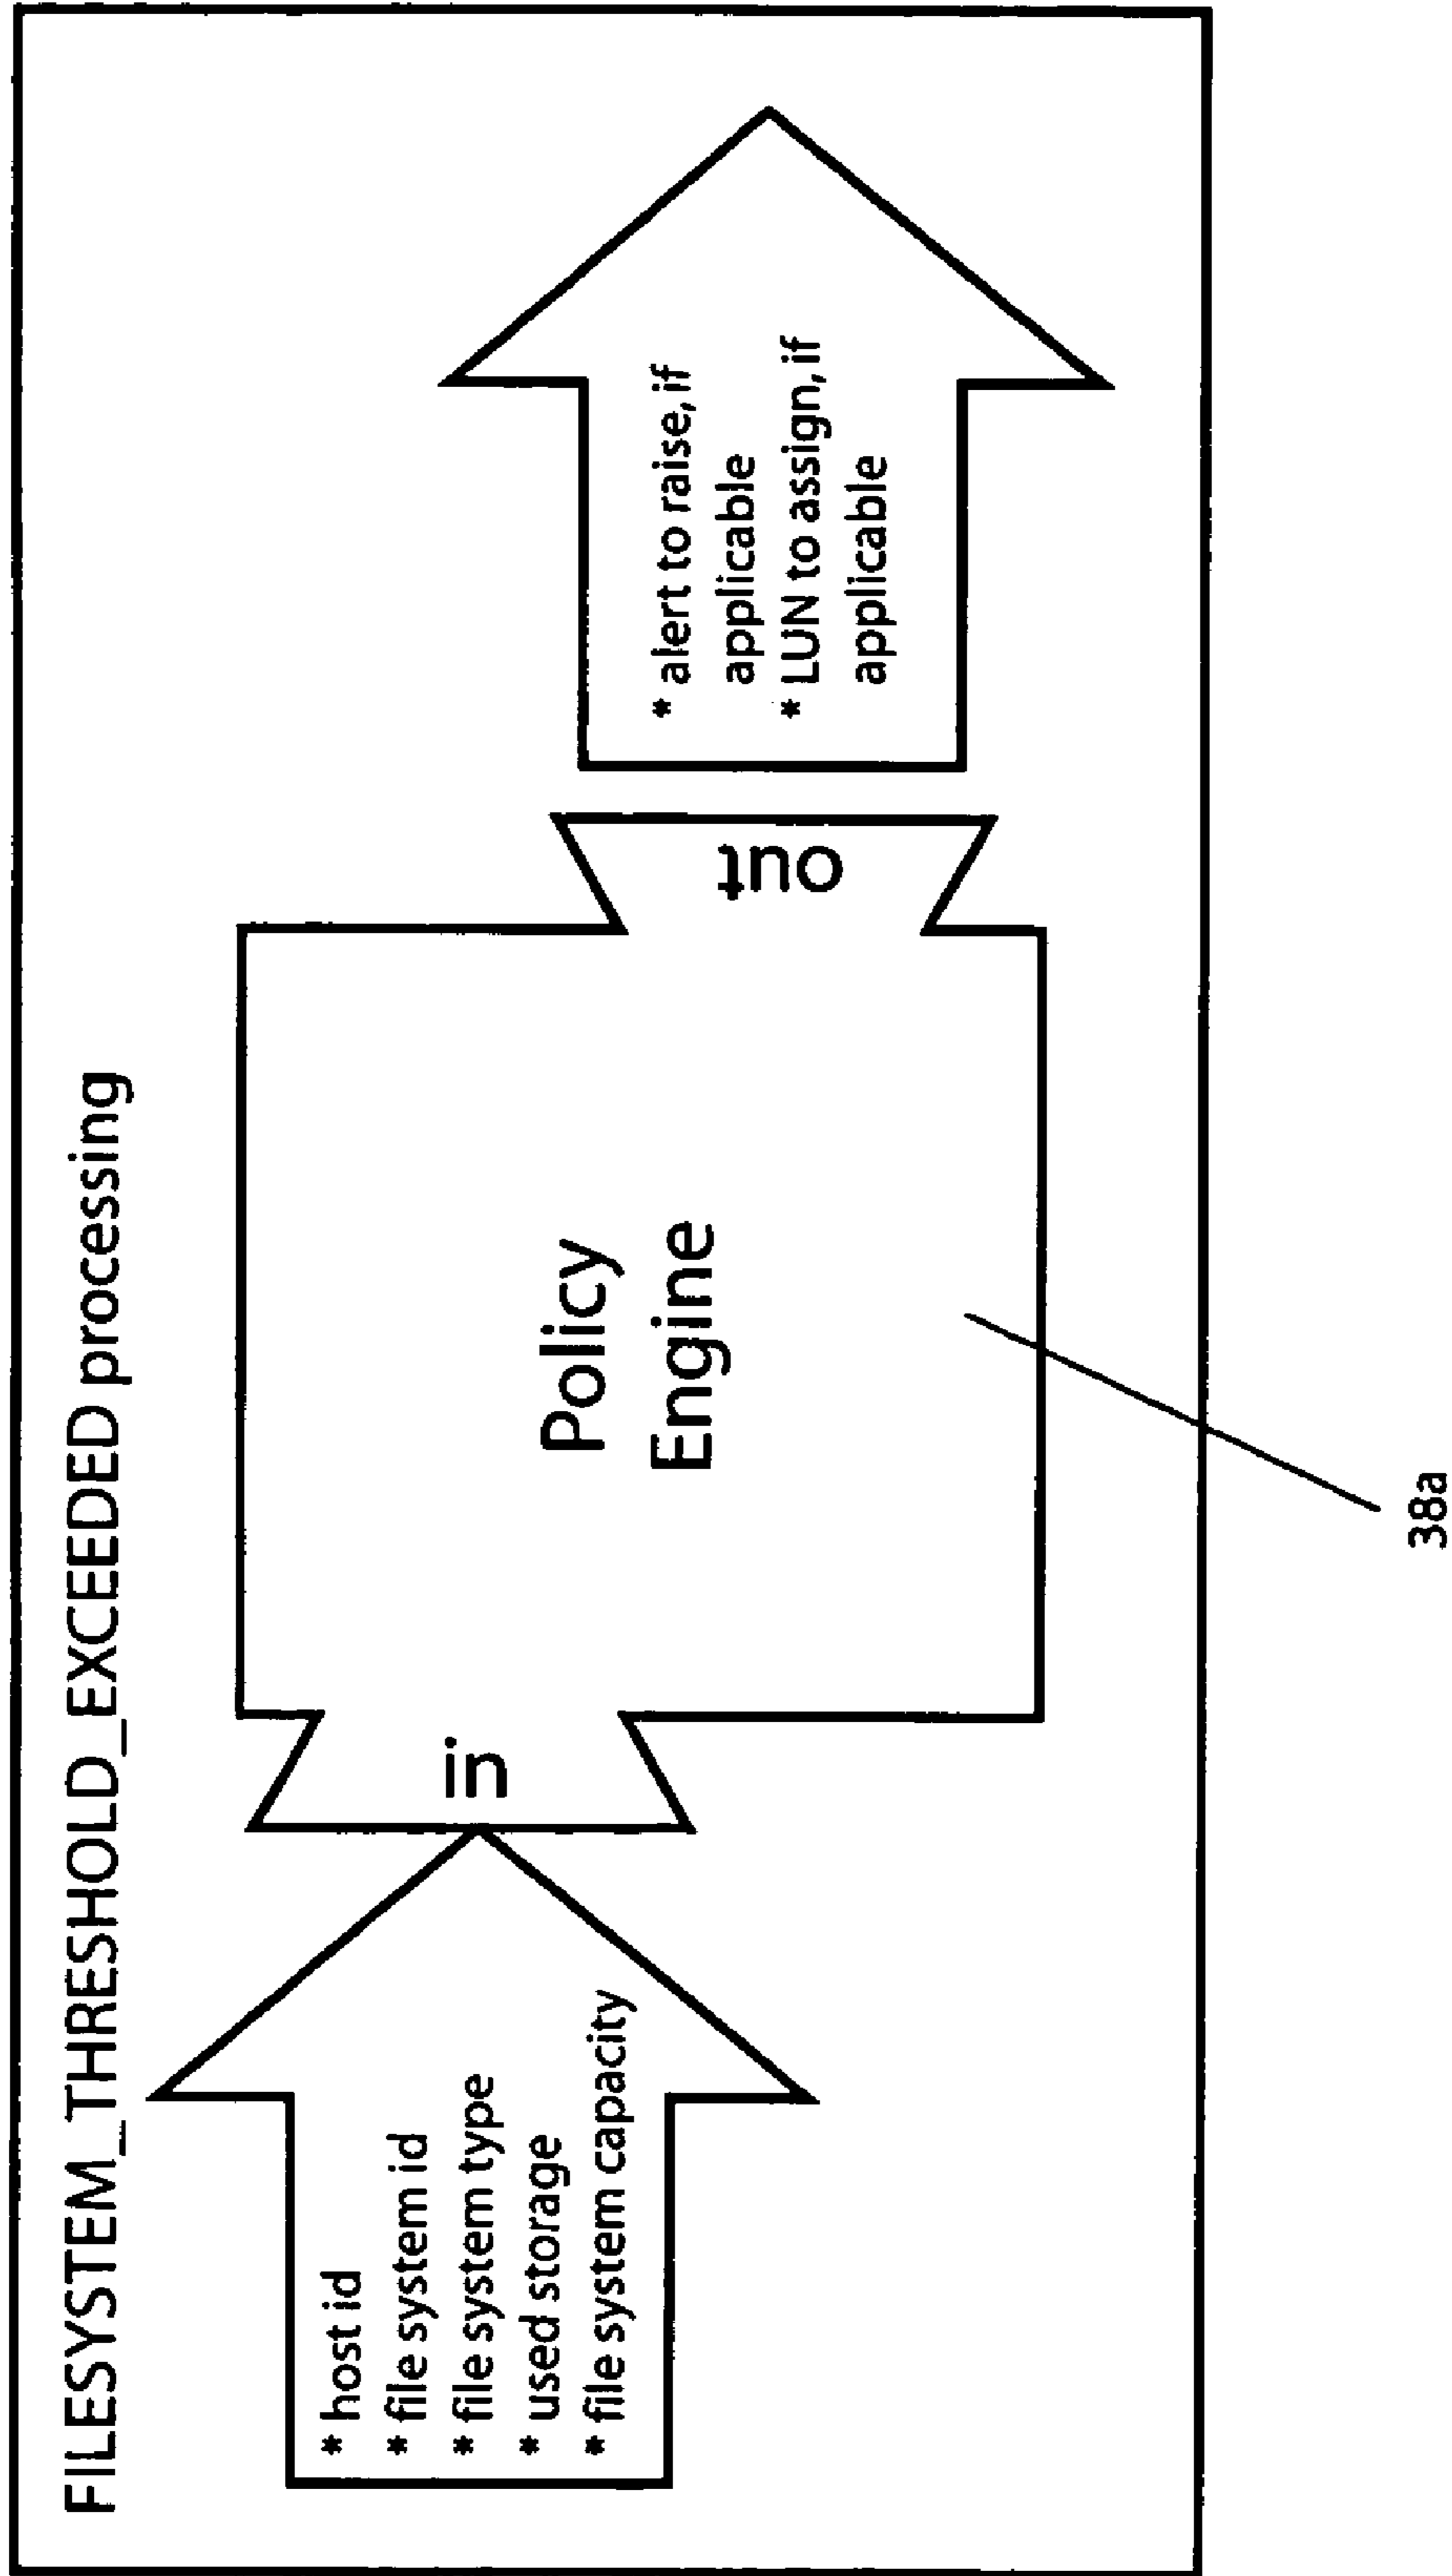 FILESYSTEM_THRESHOLD_EXCEEDED processing
* host id
* file system id
* file system type
* used storage
* file system capacity
in
Policy
Engine
out
* alert to raise, if
applicable
* LUN to assign, if
applicable
38a